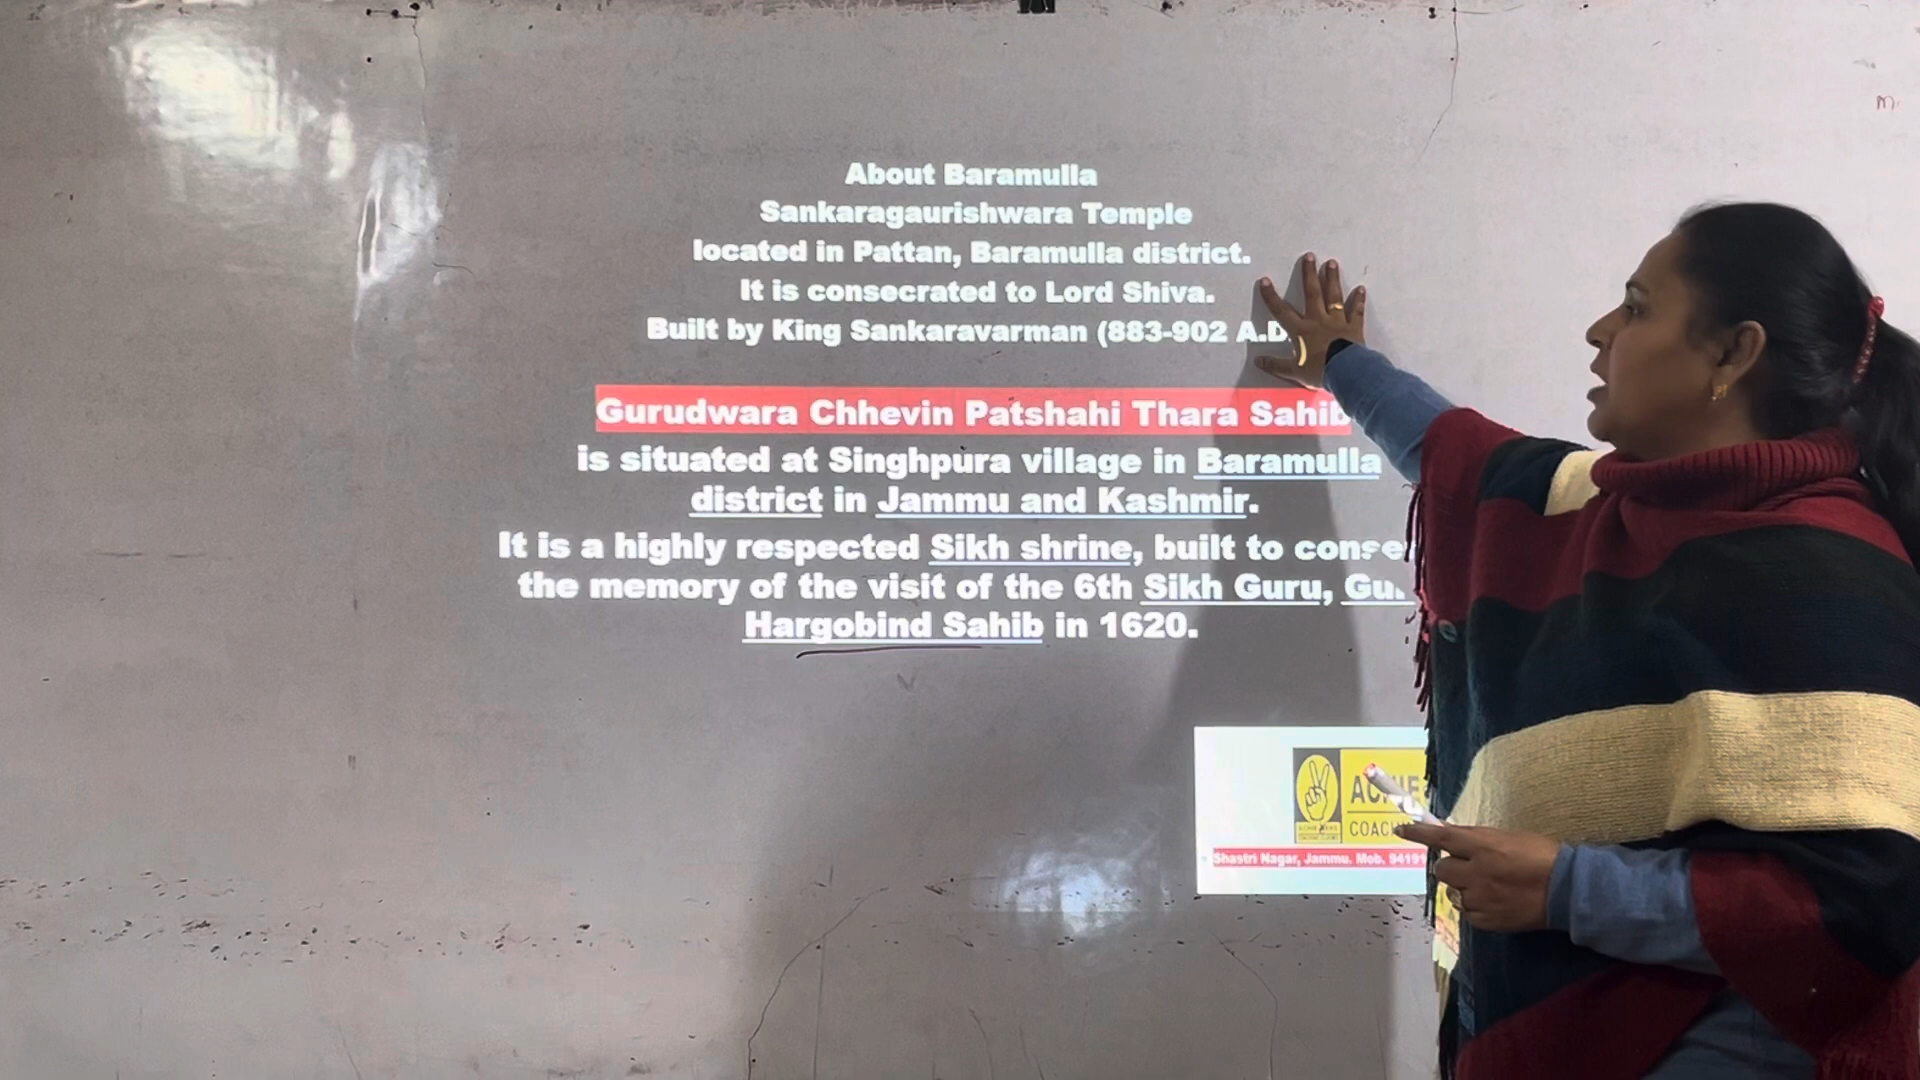 About Baramulla
Sankaragaurishwara Temple
located in Pattan, Baramulla district.
It is consecrated to Lord Shiva.
Built by King Sankaravarman (883-902 A.D
Gurudwara Chhevin Patshahi Thara Sahib
is situated at Singhpura village in Baramulla
district in Jammu and Kashmir.
It is a highly respected Sikh shrine, built to
the memory of the visit of the 6th Sikh Guru,
Hargobind Sahib in 1620.
Shastri Nagar, Jammu. Mob. 9419